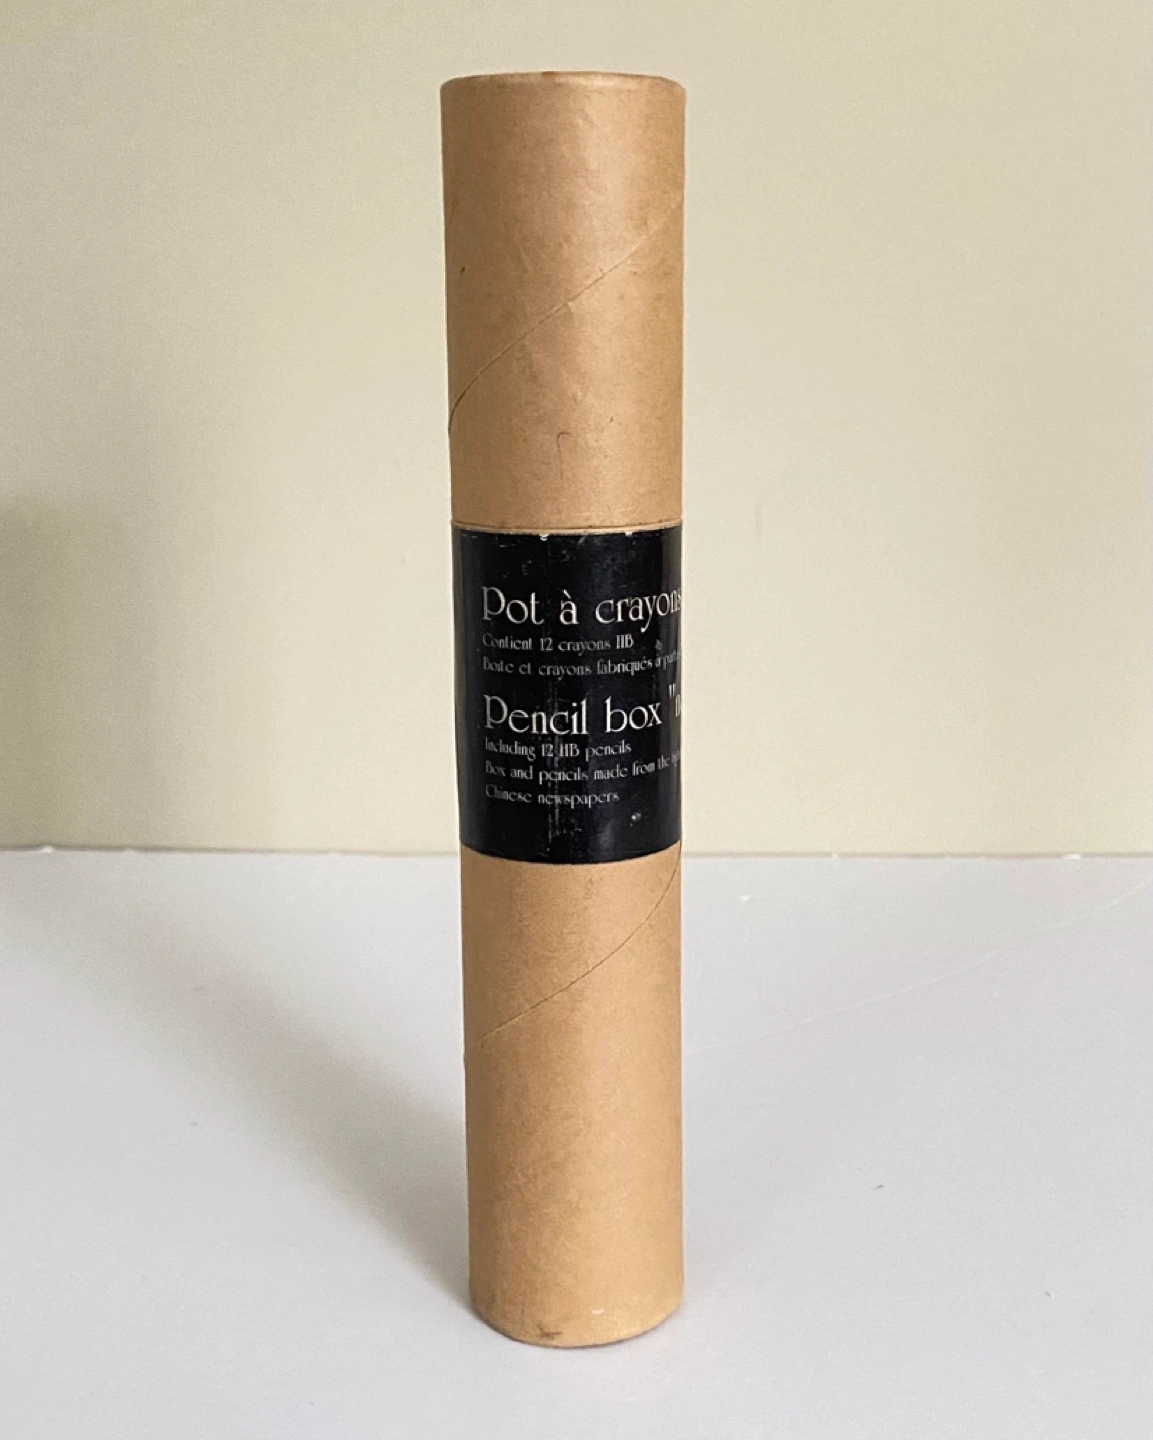 Pot à crayons
Contient 12 crayons HB
Boite et crayons fabriqués à
Pencil box
Including 12 HB pencils
Box and pencils made from the
Chinese newspapers